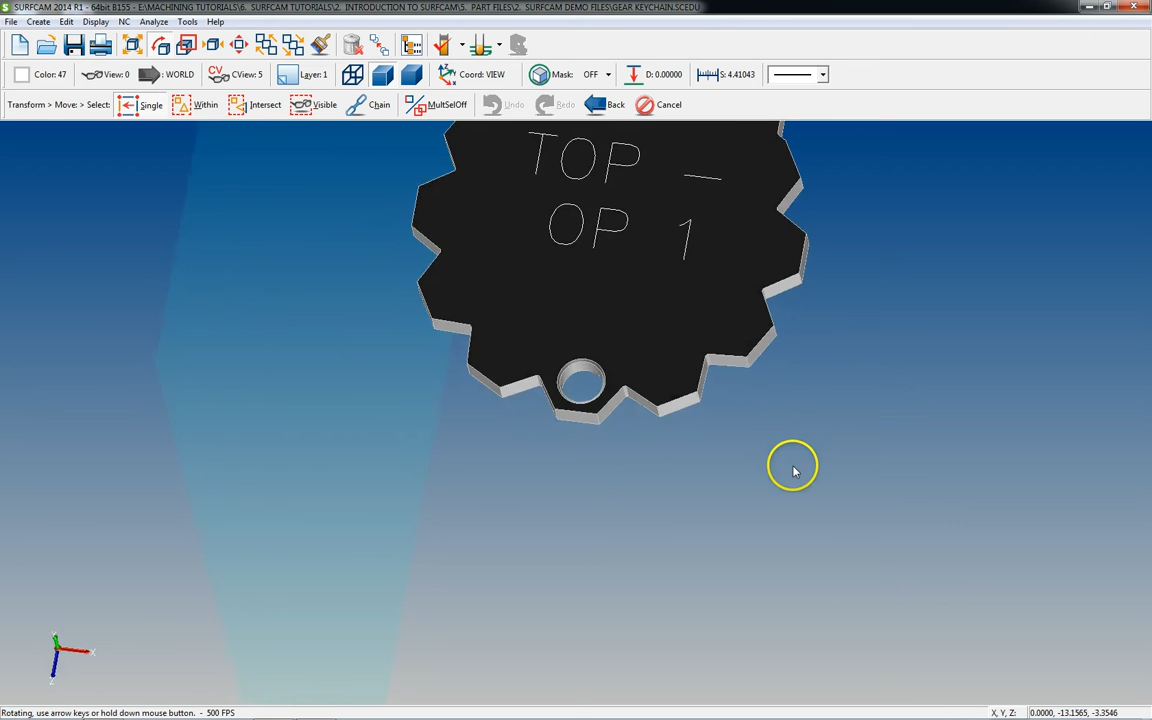 SURFCAM 2014 R1 - 64bit B155 - E:\MACHINING TUTORIALS\6. SURFCAM TUTORIALS\2. INTRODUCTION TO SURFCAM\5. PART FILES\2. SURFCAM DEMO FILES\GEAR KEYCHAIN.SCEDU
File Create Edit Display NC Analyze Tools Help
Color: 47 View: 0 : WORLD CV CView: 5 Layer: 1 Coord: VIEW Mask: OFF D: 0.00000 S: 4.41043
Transform > Move > Select: Single Within Intersect Visible Chain MultSelOff Undo Redo Back Cancel
TOP _
OP 1
X
Z
Rotating, use arrow keys or hold down mouse button. - 500 FPS X, Y, Z: 0.0000, -13.1565, -3.3546